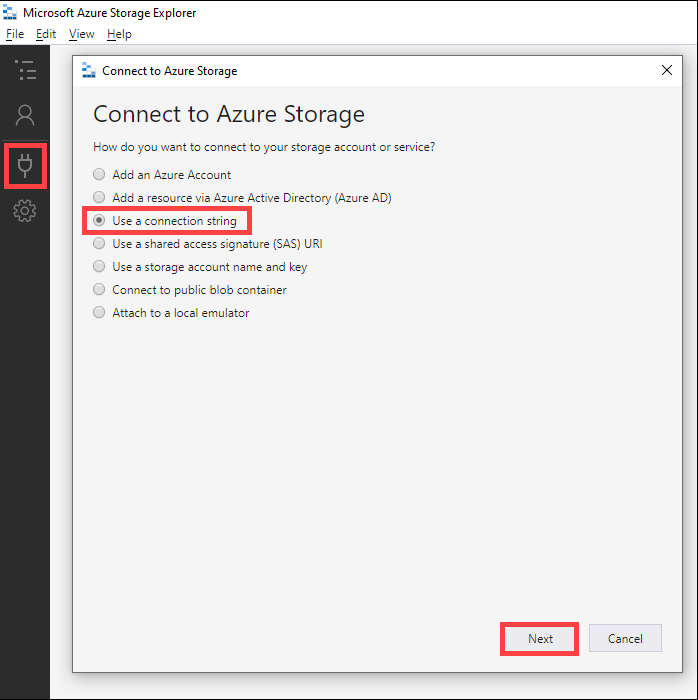 Microsoft Azure Storage Explorer
File Edit View Help
Connect to Azure Storage
Connect to Azure Storage
How do you want to connect to your storage account or service?
Add an Azure Account
Add a resource via Azure Active Directory (Azure AD)
Use a connection string
Use a shared access signature (SAS) URI
Use a storage account name and key
Connect to public blob container
Attach to a local emulator
Next Cancel